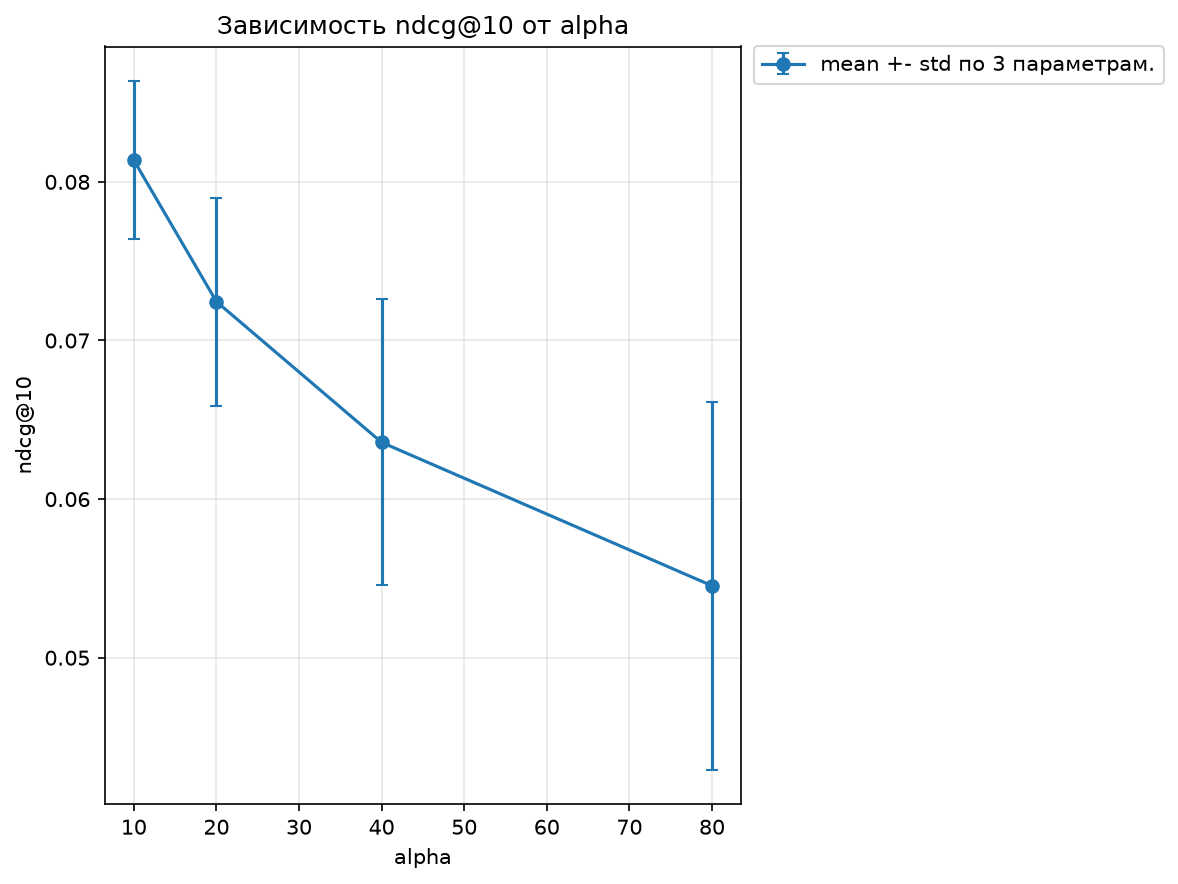 Зависимость ndcg@10 от alpha
mean +- std по 3 параметрам.
0.08
0.07
0.06
0.05
ndcg@10
10 20 30 40 50 60 70 80
alpha